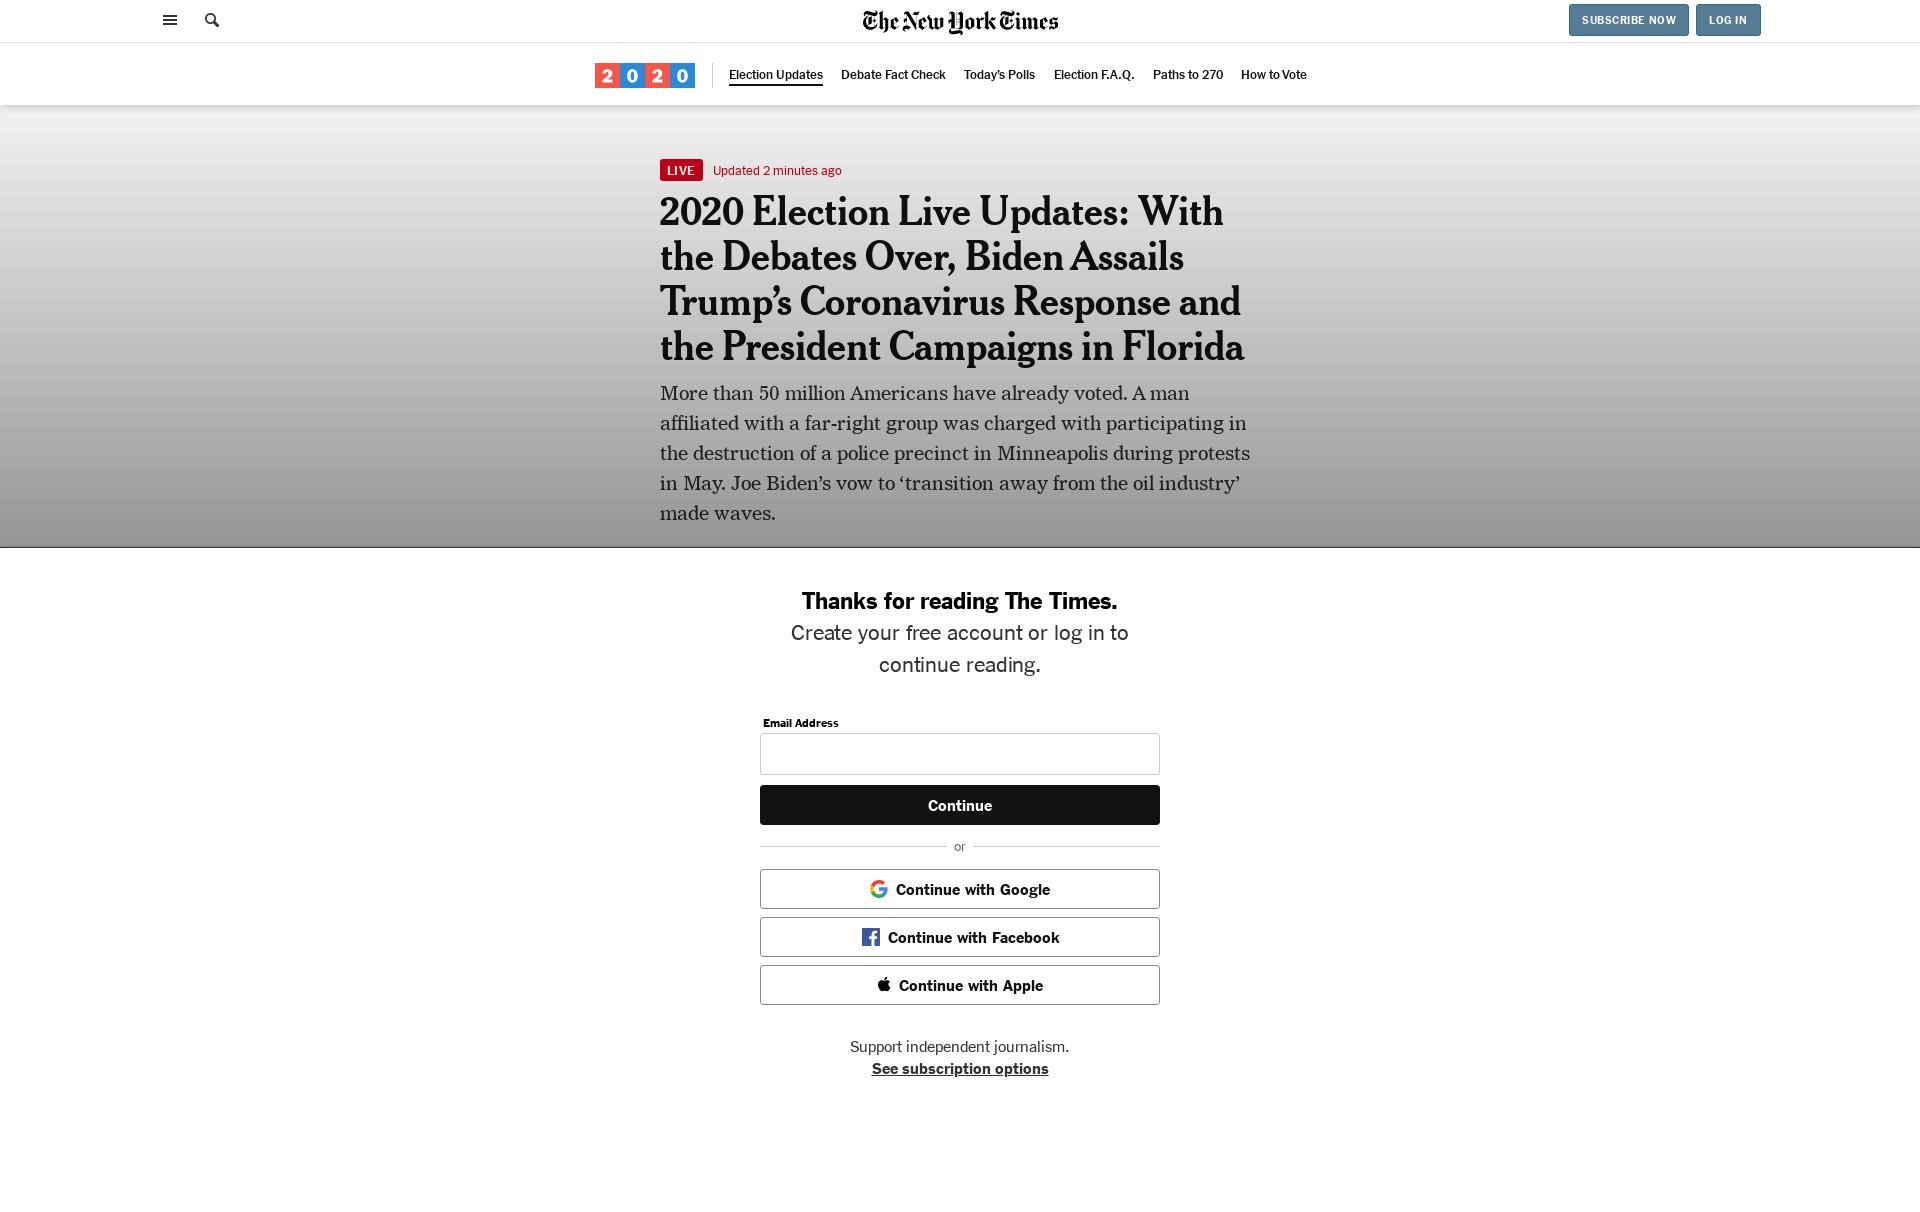 The New York Times
SUBSCRIBE NOW
LOG IN
2020
Election Updates
Debate Fact Check
Today's Polls
Election F.A.Q.
Paths to 270
How to Vote
LIVE
Updated 2 minutes ago
2020 Election Live Updates: With
the Debates Over, Biden Assails
Trump’s Coronavirus Response and
the President Campaigns in Florida
More than 50 million Americans have already voted. A man
affiliated with a far-right group was charged with participating in
the destruction of a police precinct in Minneapolis during protests
in May. Joe Biden’s vow to ‘transition away from the oil industry’
made waves.
Thanks for reading The Times.
Create your free account or log in to
continue reading.
Email Address
Continue
or
Continue with Google
Continue with Facebook
Continue with Apple
Support independent journalism.
See subscription options